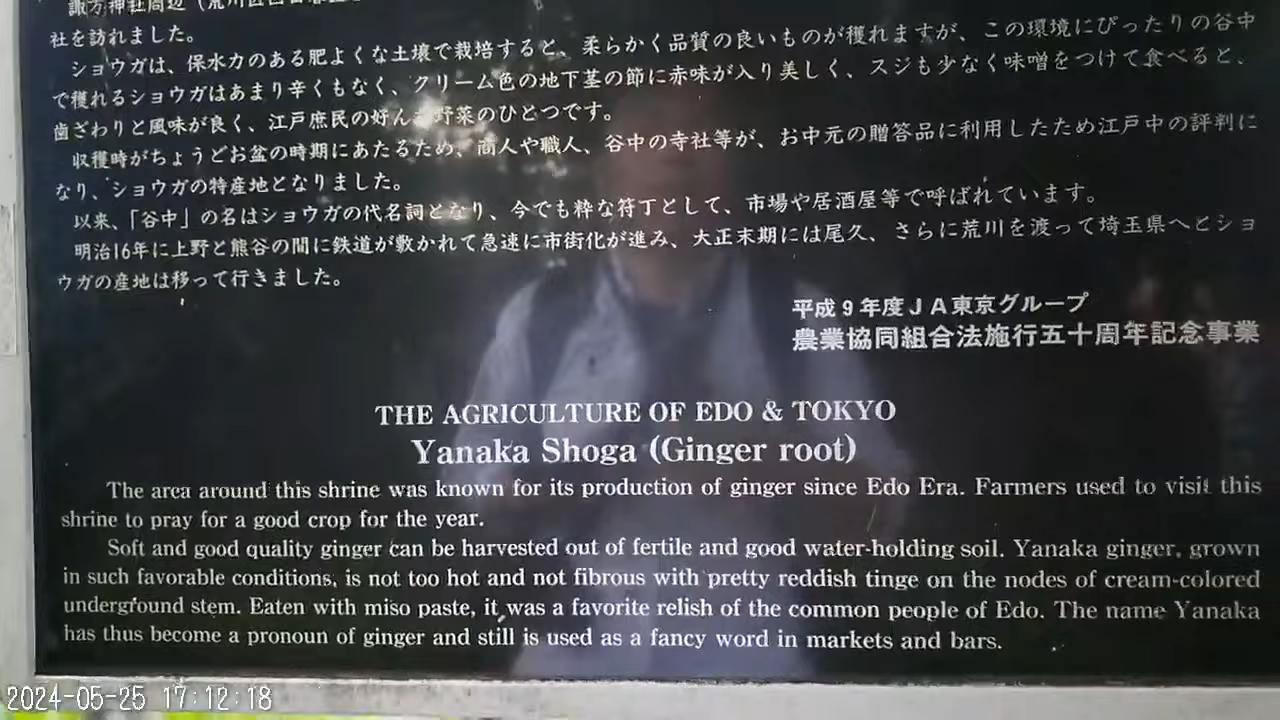 諏方神社周辺（荒川区西日暮里
社を訪れました。
ショウガは、保水力のある肥よくな土壌で栽培すると、柔らかく品質の良いものが穫れますが、この環境にぴったりの谷中
で穫れるショウガはあまり辛くもなく、クリーム色の地下茎の節に赤味が入り美しく、スジも少なく味噌をつけて食べると、
歯ざわりと風味が良く、江戸庶民の好んだ野菜のひとつです。
収穫時がちょうどお盆の時期にあたるため、商人や職人、谷中の寺社等が、お中元の贈答品に利用したため江戸中の評判に
なり、ショウガの特産地となりました。
以来、「谷中」の名はショウガの代名詞となり、今でも粋な符丁として、市場や居酒屋等で呼ばれています。
明治16年に上野と熊谷の間に鉄道が敷かれて急速に市街化が進み、大正末期には尾久、さらに荒川を渡って埼玉県へとショ
ウガの産地は移って行きました。
平成9年度JA東京グループ
農業協同組合法施行五十周年記念事業
THE AGRICULTURE OF EDO & TOKYO
Yanaka Shoga (Ginger root)
The area around this shrine was known for its production of ginger since Edo Era. Farmers used to visit this
shrine to pray for a good crop for the year.
Soft and good quality ginger can be harvested out of fertile and good water-holding soil. Yanaka ginger, grown
in such favorable conditions, is not too hot and not fibrous with pretty reddish tinge on the nodes of cream-colored
underground stem. Eaten with miso paste, it was a favorite relish of the common people of Edo. The name Yanaka
has thus become a pronoun of ginger and still is used as a fancy word in markets and bars.
2024-05-25 17:12:18